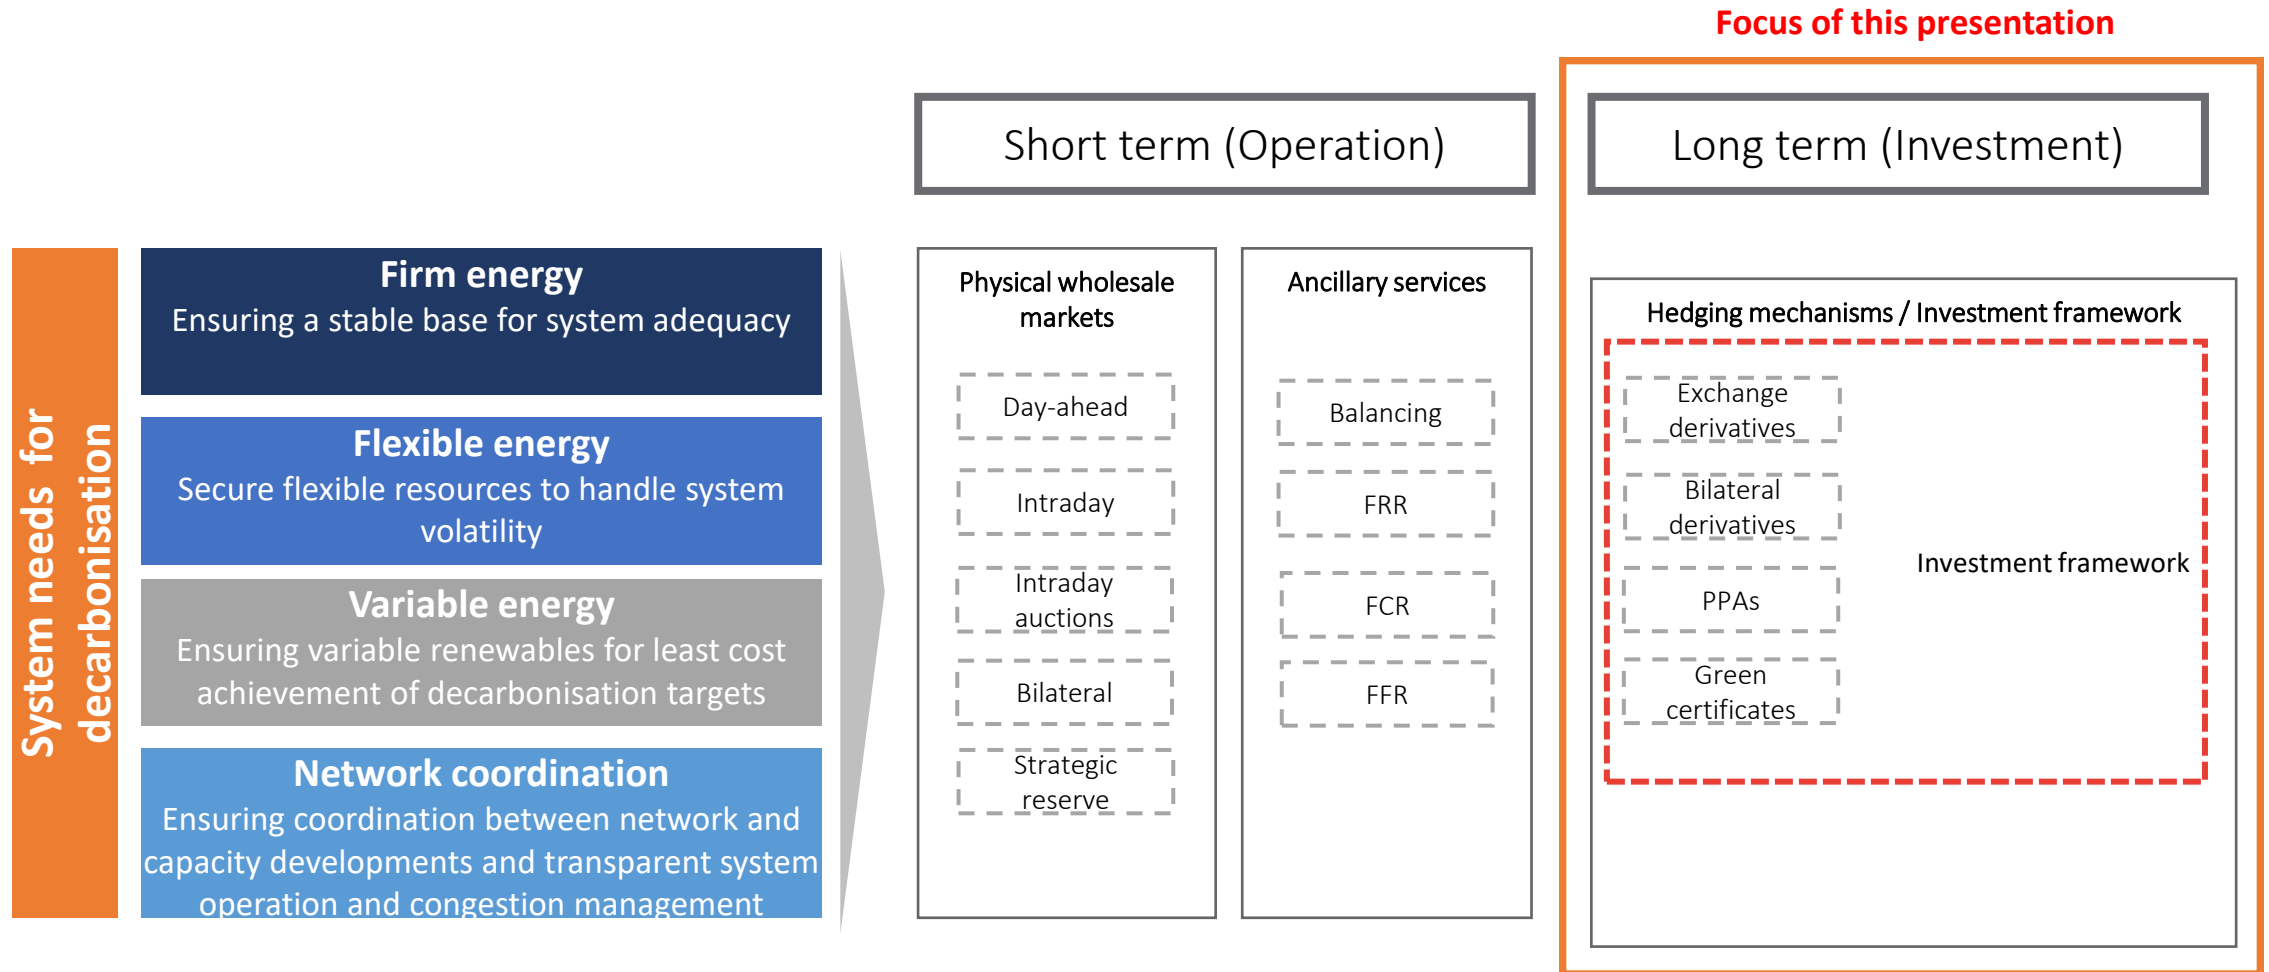 Focus of this presentation
Short term (Operation)
Long term (Investment)
System needs for
decarbonisation
Firm energy
Ensuring a stable base for system adequacy
Flexible energy
Secure flexible resources to handle system
volatility
Variable energy
Ensuring variable renewables for least cost
achievement of decarbonisation targets
Network coordination
Ensuring coordination between network and
capacity developments and transparent system
operation and congestion management
Physical wholesale
markets
Day-ahead
Intraday
Intraday
auctions
Bilateral
Strategic
reserve
Ancillary services
Balancing
FRR
FCR
FFR
Hedging mechanisms / Investment framework
Exchange
derivatives
Bilateral
derivatives
PPAs
Green
certificates
Investment framework